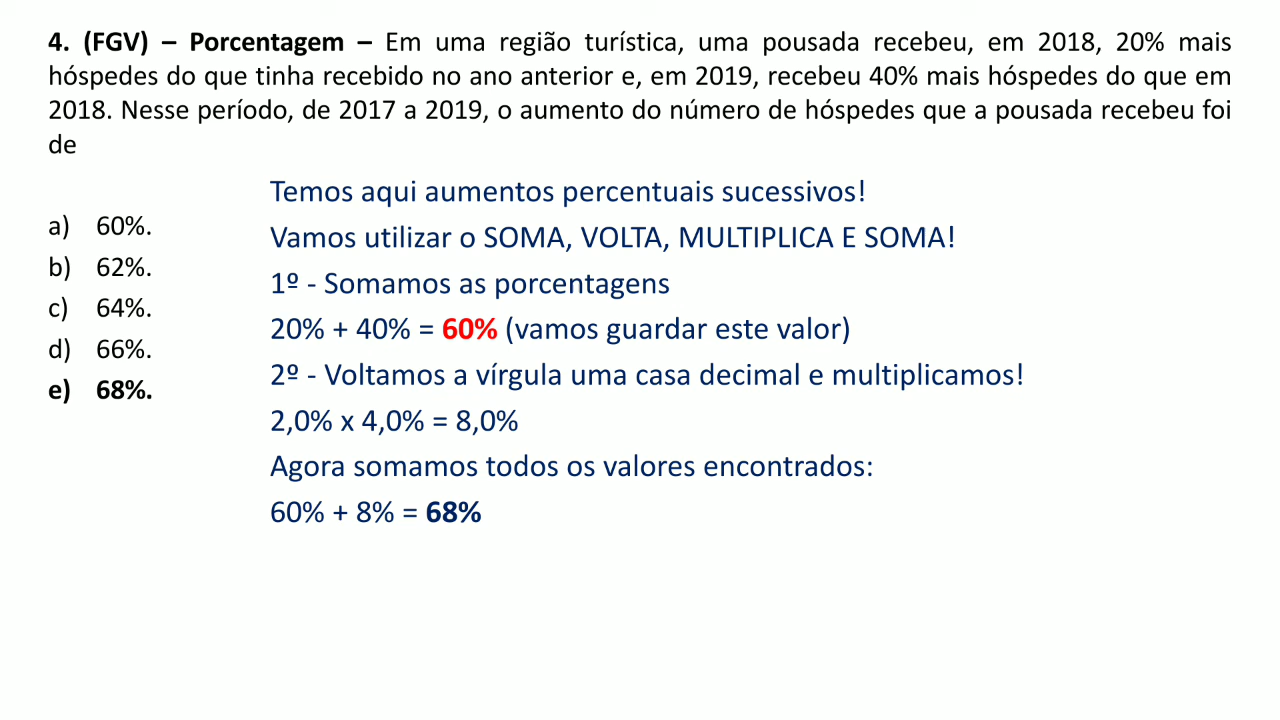 4. (FGV) – Porcentagem – Em uma região turística, uma pousada recebeu, em 2018, 20% mais
hóspedes do que tinha recebido no ano anterior e, em 2019, recebeu 40% mais hóspedes do que em
2018. Nesse período, de 2017 a 2019, o aumento do número de hóspedes que a pousada recebeu foi
de
a) 60%.
b) 62%.
c) 64%.
d) 66%.
e) 68%.
Temos aqui aumentos percentuais sucessivos!
Vamos utilizar o SOMA, VOLTA, MULTIPLICA E SOMA!
1º - Somamos as porcentagens
20% + 40% = 60% (vamos guardar este valor)
2º - Voltamos a vírgula uma casa decimal e multiplicamos!
2,0% x 4,0% = 8,0%
Agora somamos todos os valores encontrados:
60% + 8% = 68%